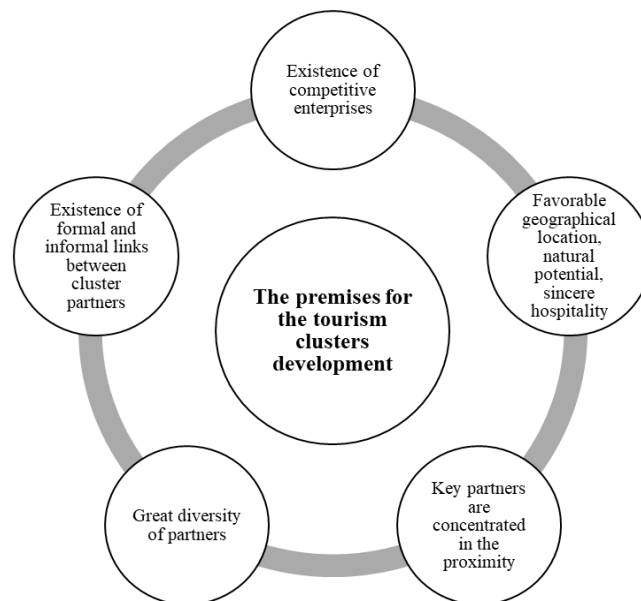 Existence of
competitive
enterprises
Favorable
geographical
location,
natural
potential,
sincere
hospitality
Key partners
are
concentrated
in the
proximity
Great diversity
of partners
Existence of
formal and
informal links
between
cluster
partners
The premises for
the tourism
clusters
development